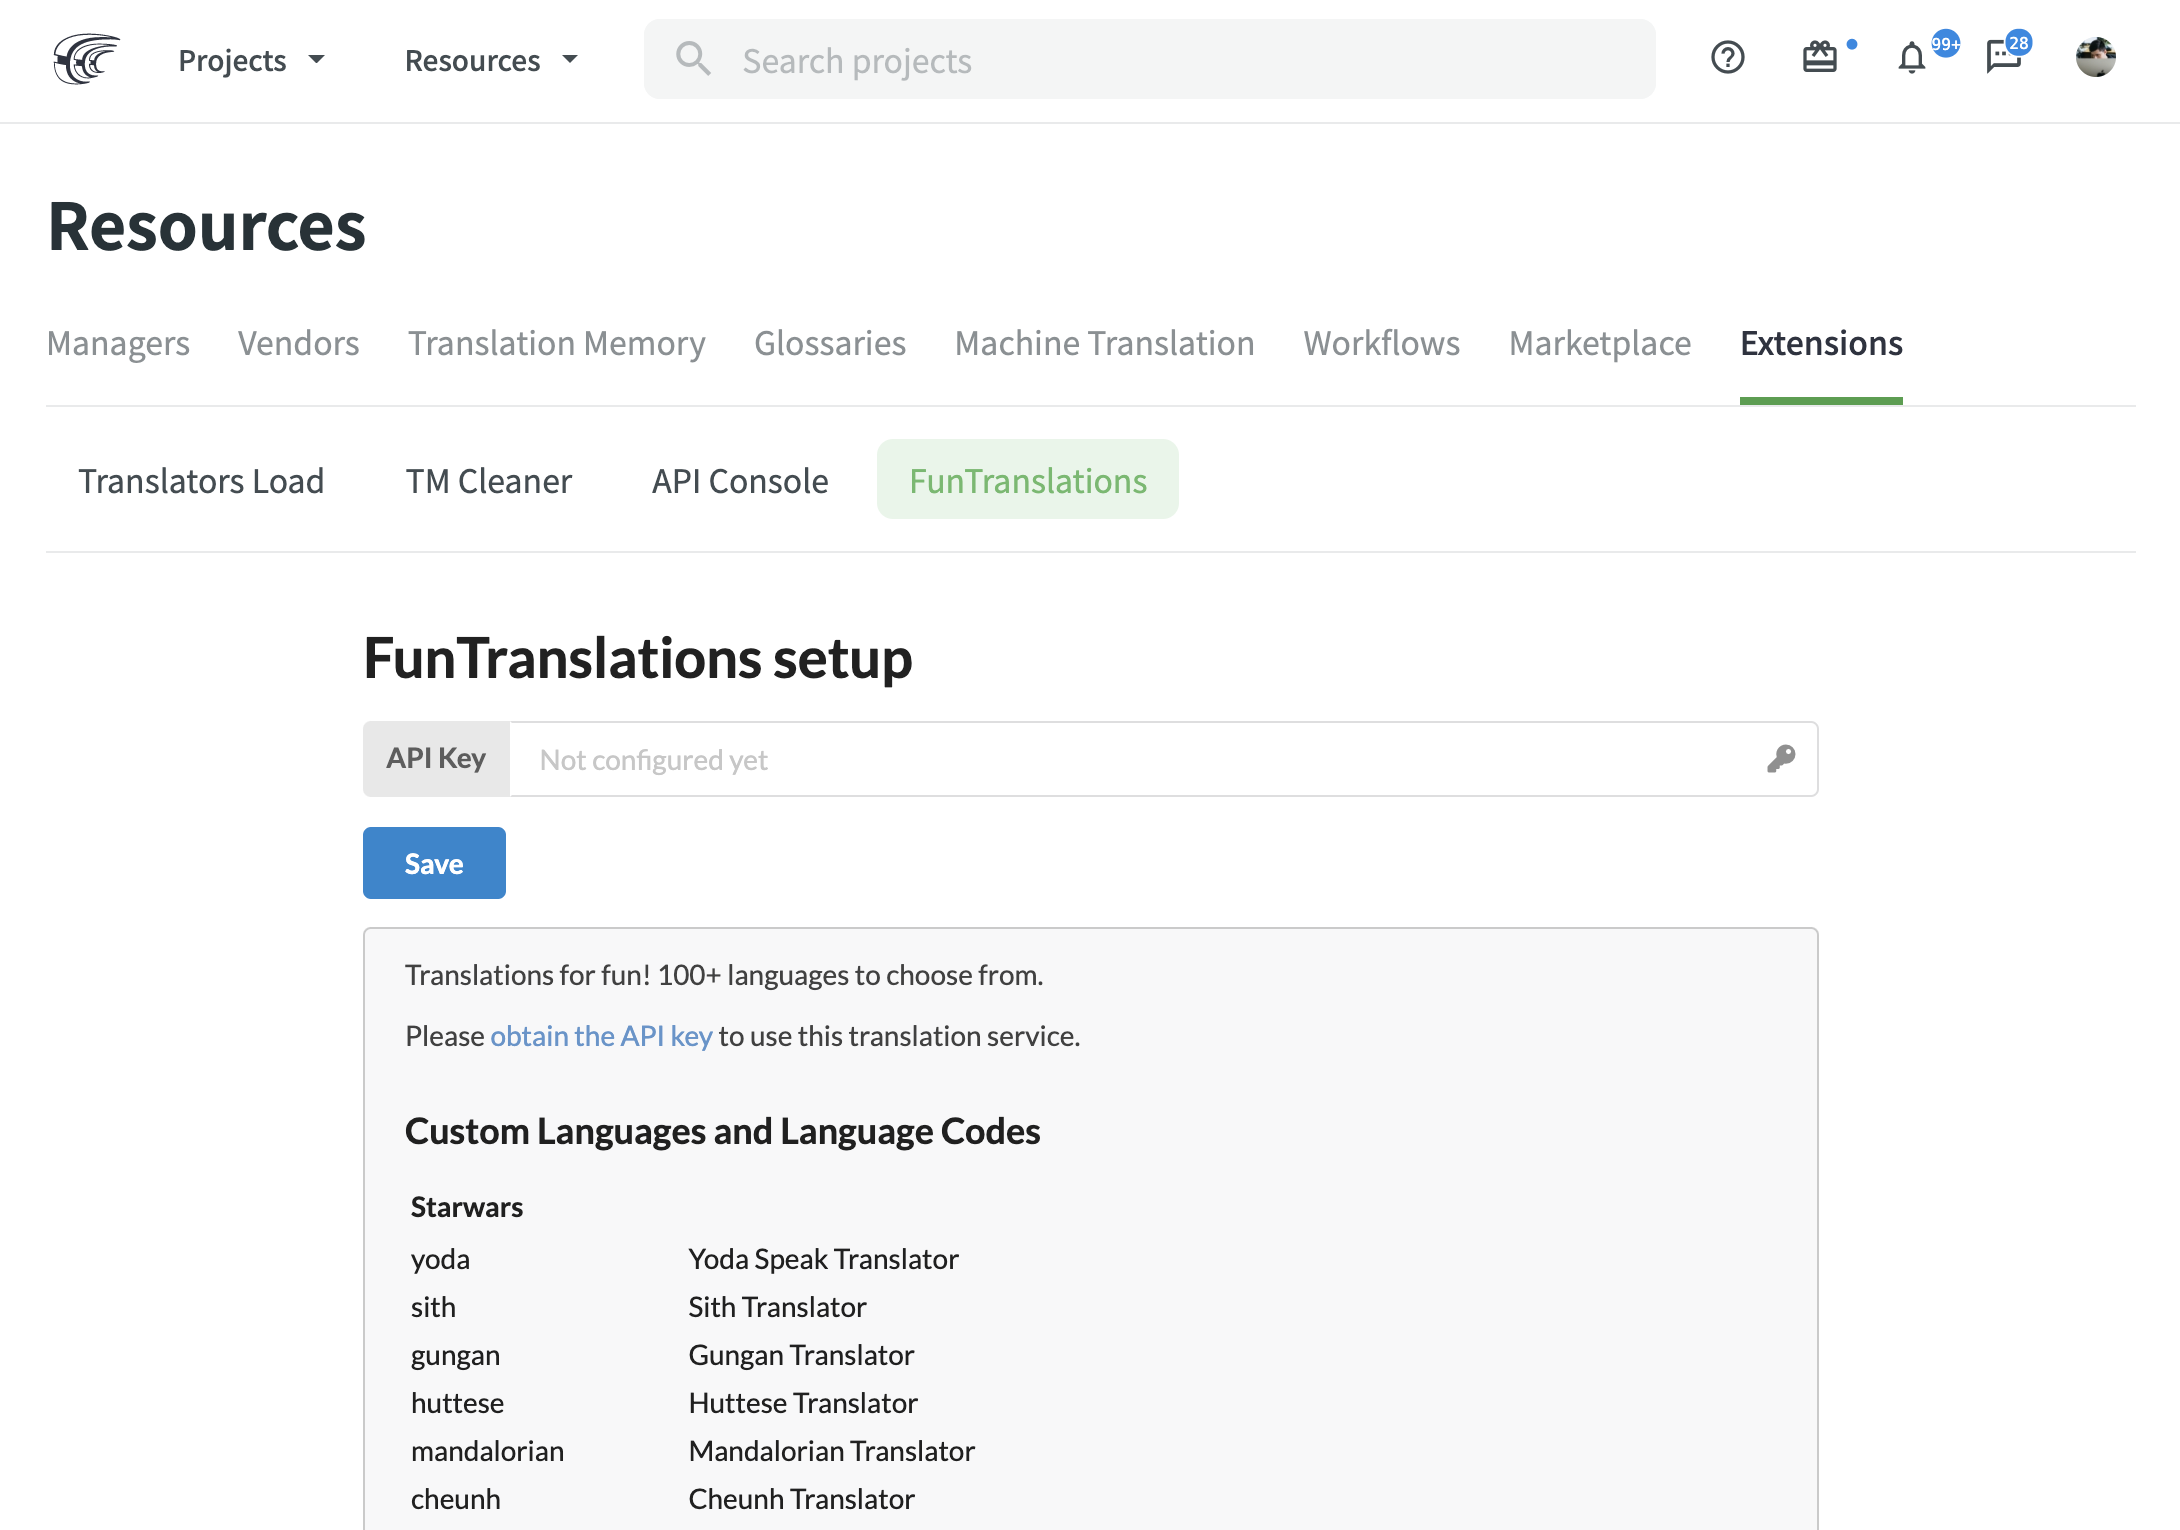 Projects Resources Search projects 99+ 28
Resources
Managers Vendors Translation Memory Glossaries Machine Translation Workflows Marketplace Extensions
Translators Load TM Cleaner API Console FunTranslations
FunTranslations setup
API Key Not configured yet
Save
Translations for fun! 100+ languages to choose from.
Please obtain the API key to use this translation service.
Custom Languages and Language Codes
Starwars
yoda Yoda Speak Translator
sith Sith Translator
gungan Gungan Translator
huttese Huttese Translator
mandalorian Mandalorian Translator
cheunh Cheunh Translator